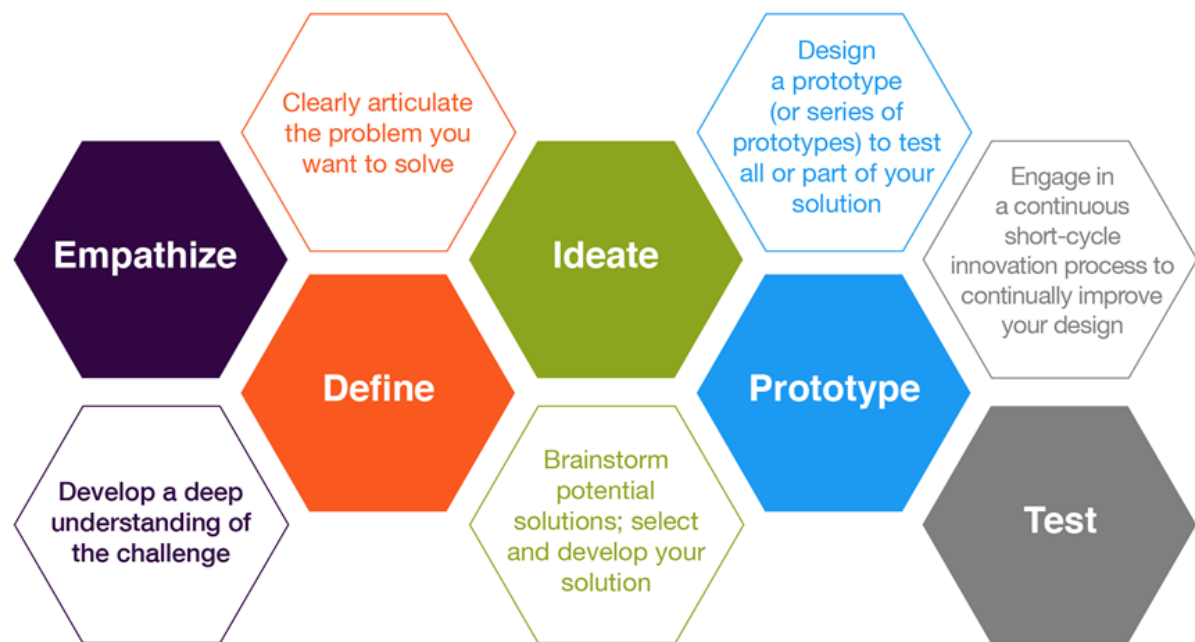 Empathize
Develop a deep
understanding of
the challenge
Clearly articulate
the problem you
want to solve
Define
Ideate
Brainstorm
potential
solutions; select
and develop your
solution
Design
a prototype
(or series of
prototypes) to test
all or part of your
solution
Prototype
Engage in
a continuous
short-cycle
innovation process to
continually improve
your design
Test